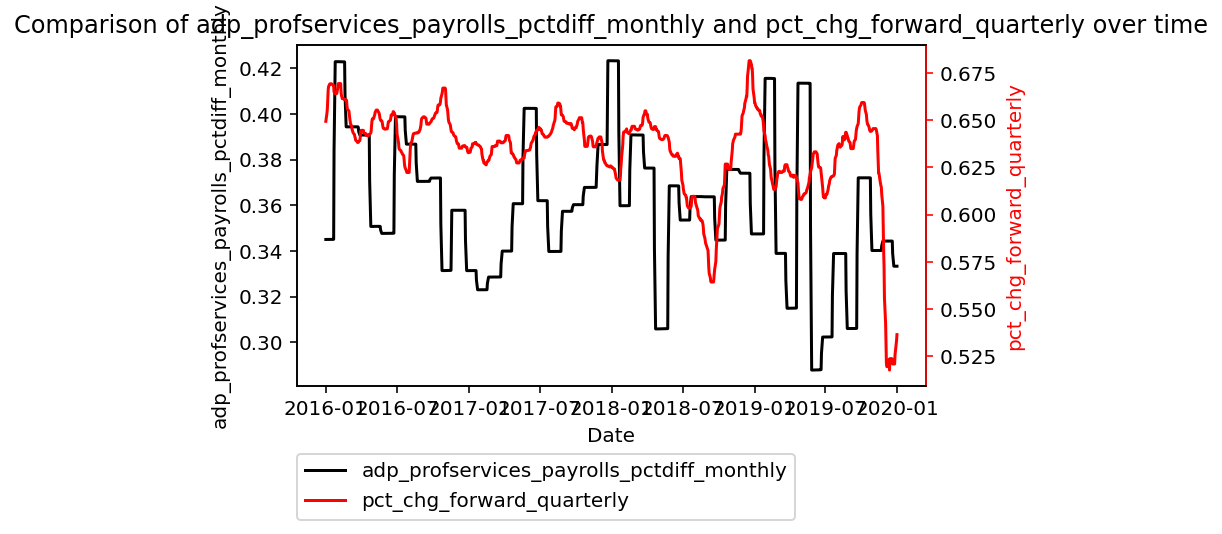 Comparison of adp_profservices_payrolls_pctdiff_monthly and pct_chg_forward_quarterly over time
adp_profservices_payrolls_pctdiff_monthly
0.42
0.40
0.38
0.36
0.34
0.32
0.30
0.675
0.650
0.625
0.600
0.575
0.550
0.525
pct_chg_forward_quarterly
2016-01 2016-07 2017-01 2017-07 2018-01 2018-07 2019-01 2019-07 2020-01
Date
adp_profservices_payrolls_pctdiff_monthly
pct_chg_forward_quarterly